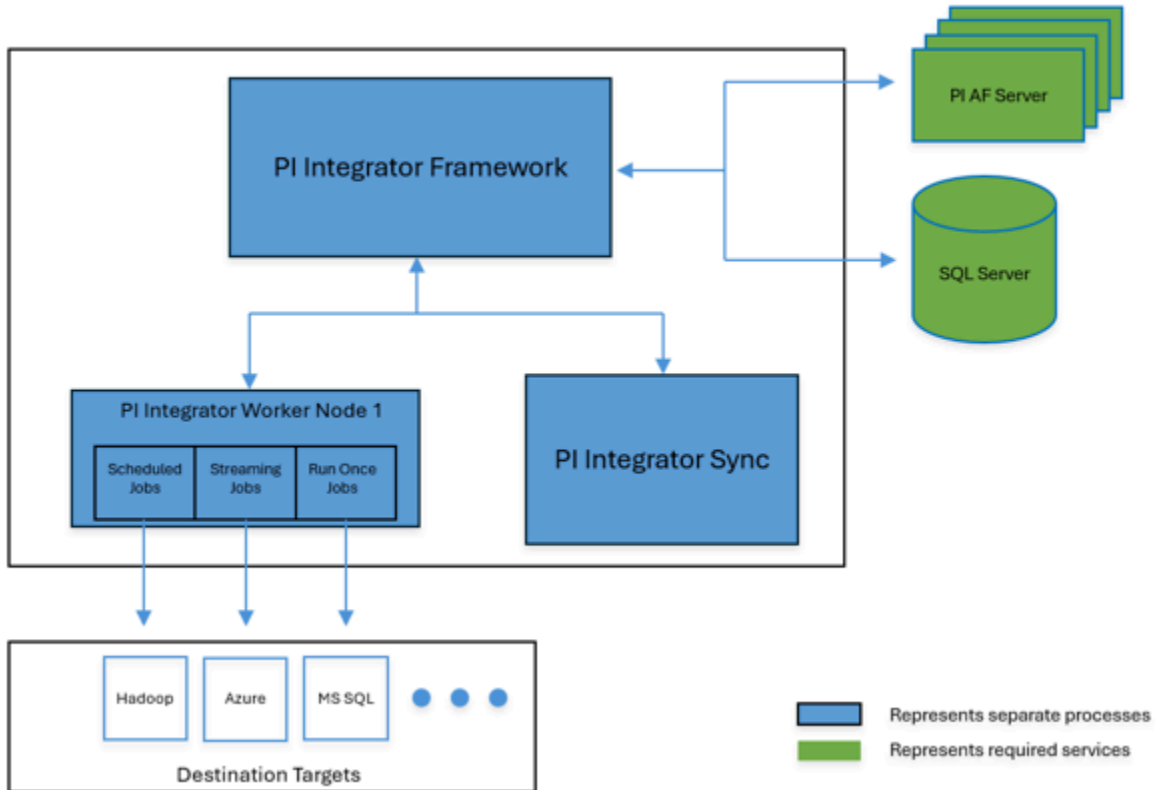 PI AF Server
PI Integrator Framework
SQL Server
PI Integrator Worker Node 1
Scheduled
Jobs
Streaming
Jobs
Run Once
Jobs
PI Integrator Sync
Hadoop
Azure
MS SQL
Destination Targets
Represents separate processes
Represents required services